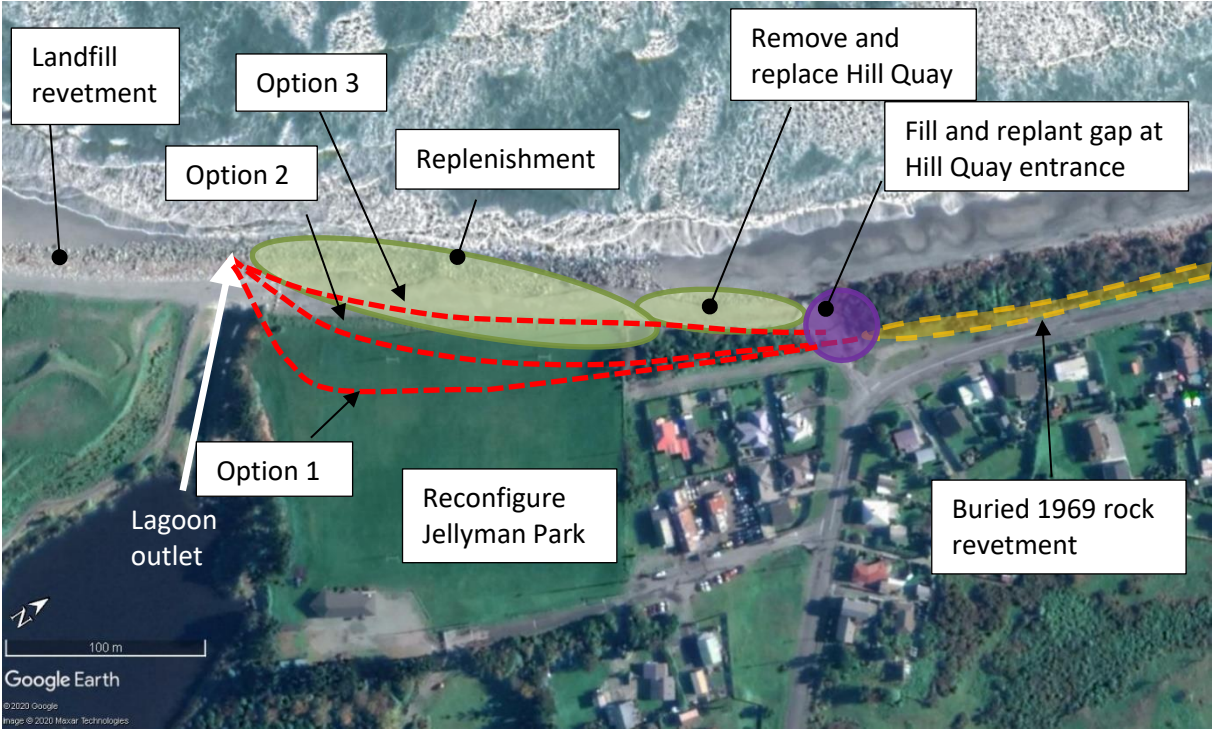 Landfill
revetment
Option 3
Remove and
replace Hill Quay
Option 2
Replenishment
Fill and replant gap at
Hill Quay entrance
Option 1
Lagoon
outlet
Reconfigure
Jellyman Park
Buried 1969 rock
revetment
N
100 m
Google Earth
©2020 Google
Image © 2020 Maxar Technologies